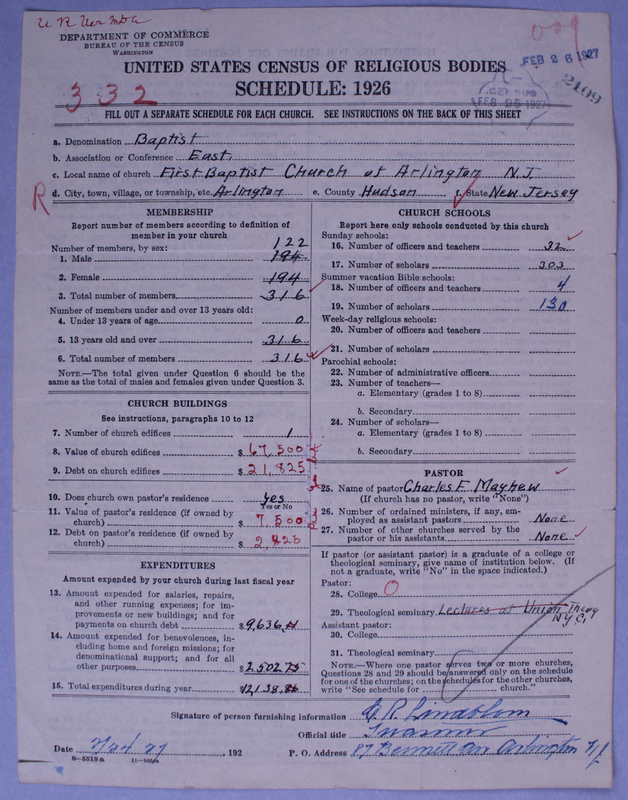 009
DEPARTMENT OF COMMERCE
BUREAU OF THE CENSUS
WASHINGTON
FEB 26 1927
UNITED STATES CENSUS OF RELIGIOUS BODIES
2109
332
SCHEDULE: 1926
FEB 25 1927
FILL OUT A SEPARATE SCHEDULE FOR EACH CHURCH. SEE INSTRUCTIONS ON THE BACK OF THIS SHEET
a. Denomination Baptist
b. Association or Conference East.
c. Local name of church First Baptist Church at Arlington N.J.
R d. City, town, village, or township, etc. Arlington e. County Hudson f. State New Jersey
MEMBERSHIP
Report number of members according to definition of
member in your church
Number of members, by sex: 122
1. Male 194
2. Female 194
3. Total number of members 316
Number of members under and over 13 years old:
4. Under 13 years of age 0
5. 13 years old and over 316
6. Total number of members 316
NOTE.—The total given under Question 6 should be the
same as the total of males and females given under Question 3.
CHURCH BUILDINGS
See instructions, paragraphs 10 to 12
7. Number of church edifices 1
8. Value of church edifices $ 67,500
9. Debt on church edifices $ 21,825
10. Does church own pastor's residence yes
Yes or No
11. Value of pastor's residence (if owned by
church) $ 7,500
12. Debt on pastor's residence (if owned by
church) $ 2,825
EXPENDITURES
Amount expended by your church during last fiscal year
13. Amount expended for salaries, repairs,
and other running expenses; for im-
provements or new buildings; and for
payments on church debt $9,636.11
14. Amount expended for benevolences, in-
cluding home and foreign missions; for
denominational support; and for all
other purposes $2,502.75
15. Total expenditures during year $12,138.86
CHURCH SCHOOLS
Report here only schools conducted by this church
Sunday schools:
16. Number of officers and teachers 32
17. Number of scholars 303
Summer vacation Bible schools:
18. Number of officers and teachers 4
19. Number of scholars 130
Week-day religious schools:
20. Number of officers and teachers
21. Number of scholars
Parochial schools:
22. Number of administrative officers
23. Number of teachers—
a. Elementary (grades 1 to 8)
b. Secondary
24. Number of scholars—
a. Elementary (grades 1 to 8)
b. Secondary
PASTOR
25. Name of pastor Charles F. Mayhew
(If church has no pastor, write "None")
26. Number of ordained ministers, if any, em-
ployed as assistant pastors None
27. Number of other churches served by the
pastor or his assistants None
If pastor (or assistant pastor) is a graduate of a college or
theological seminary, give name of institution below. (If
not a graduate, write "No" in the space indicated.)
Pastor:
28. College O
29. Theological seminary Lectures at Union Theog
N.Y.C.
Assistant pastor:
30. College
31. Theological seminary
NOTE.—Where one pastor serves two or more churches,
Questions 28 and 29 should be answered only on the schedule
for one of the churches; on the schedules for the other churches,
write "See schedule for church."
Signature of person furnishing information C. R. Lindblom
Official title Treasurer
Date 192 P. O. Address 87 Bennett Av Arlington N.J.
8-5518a